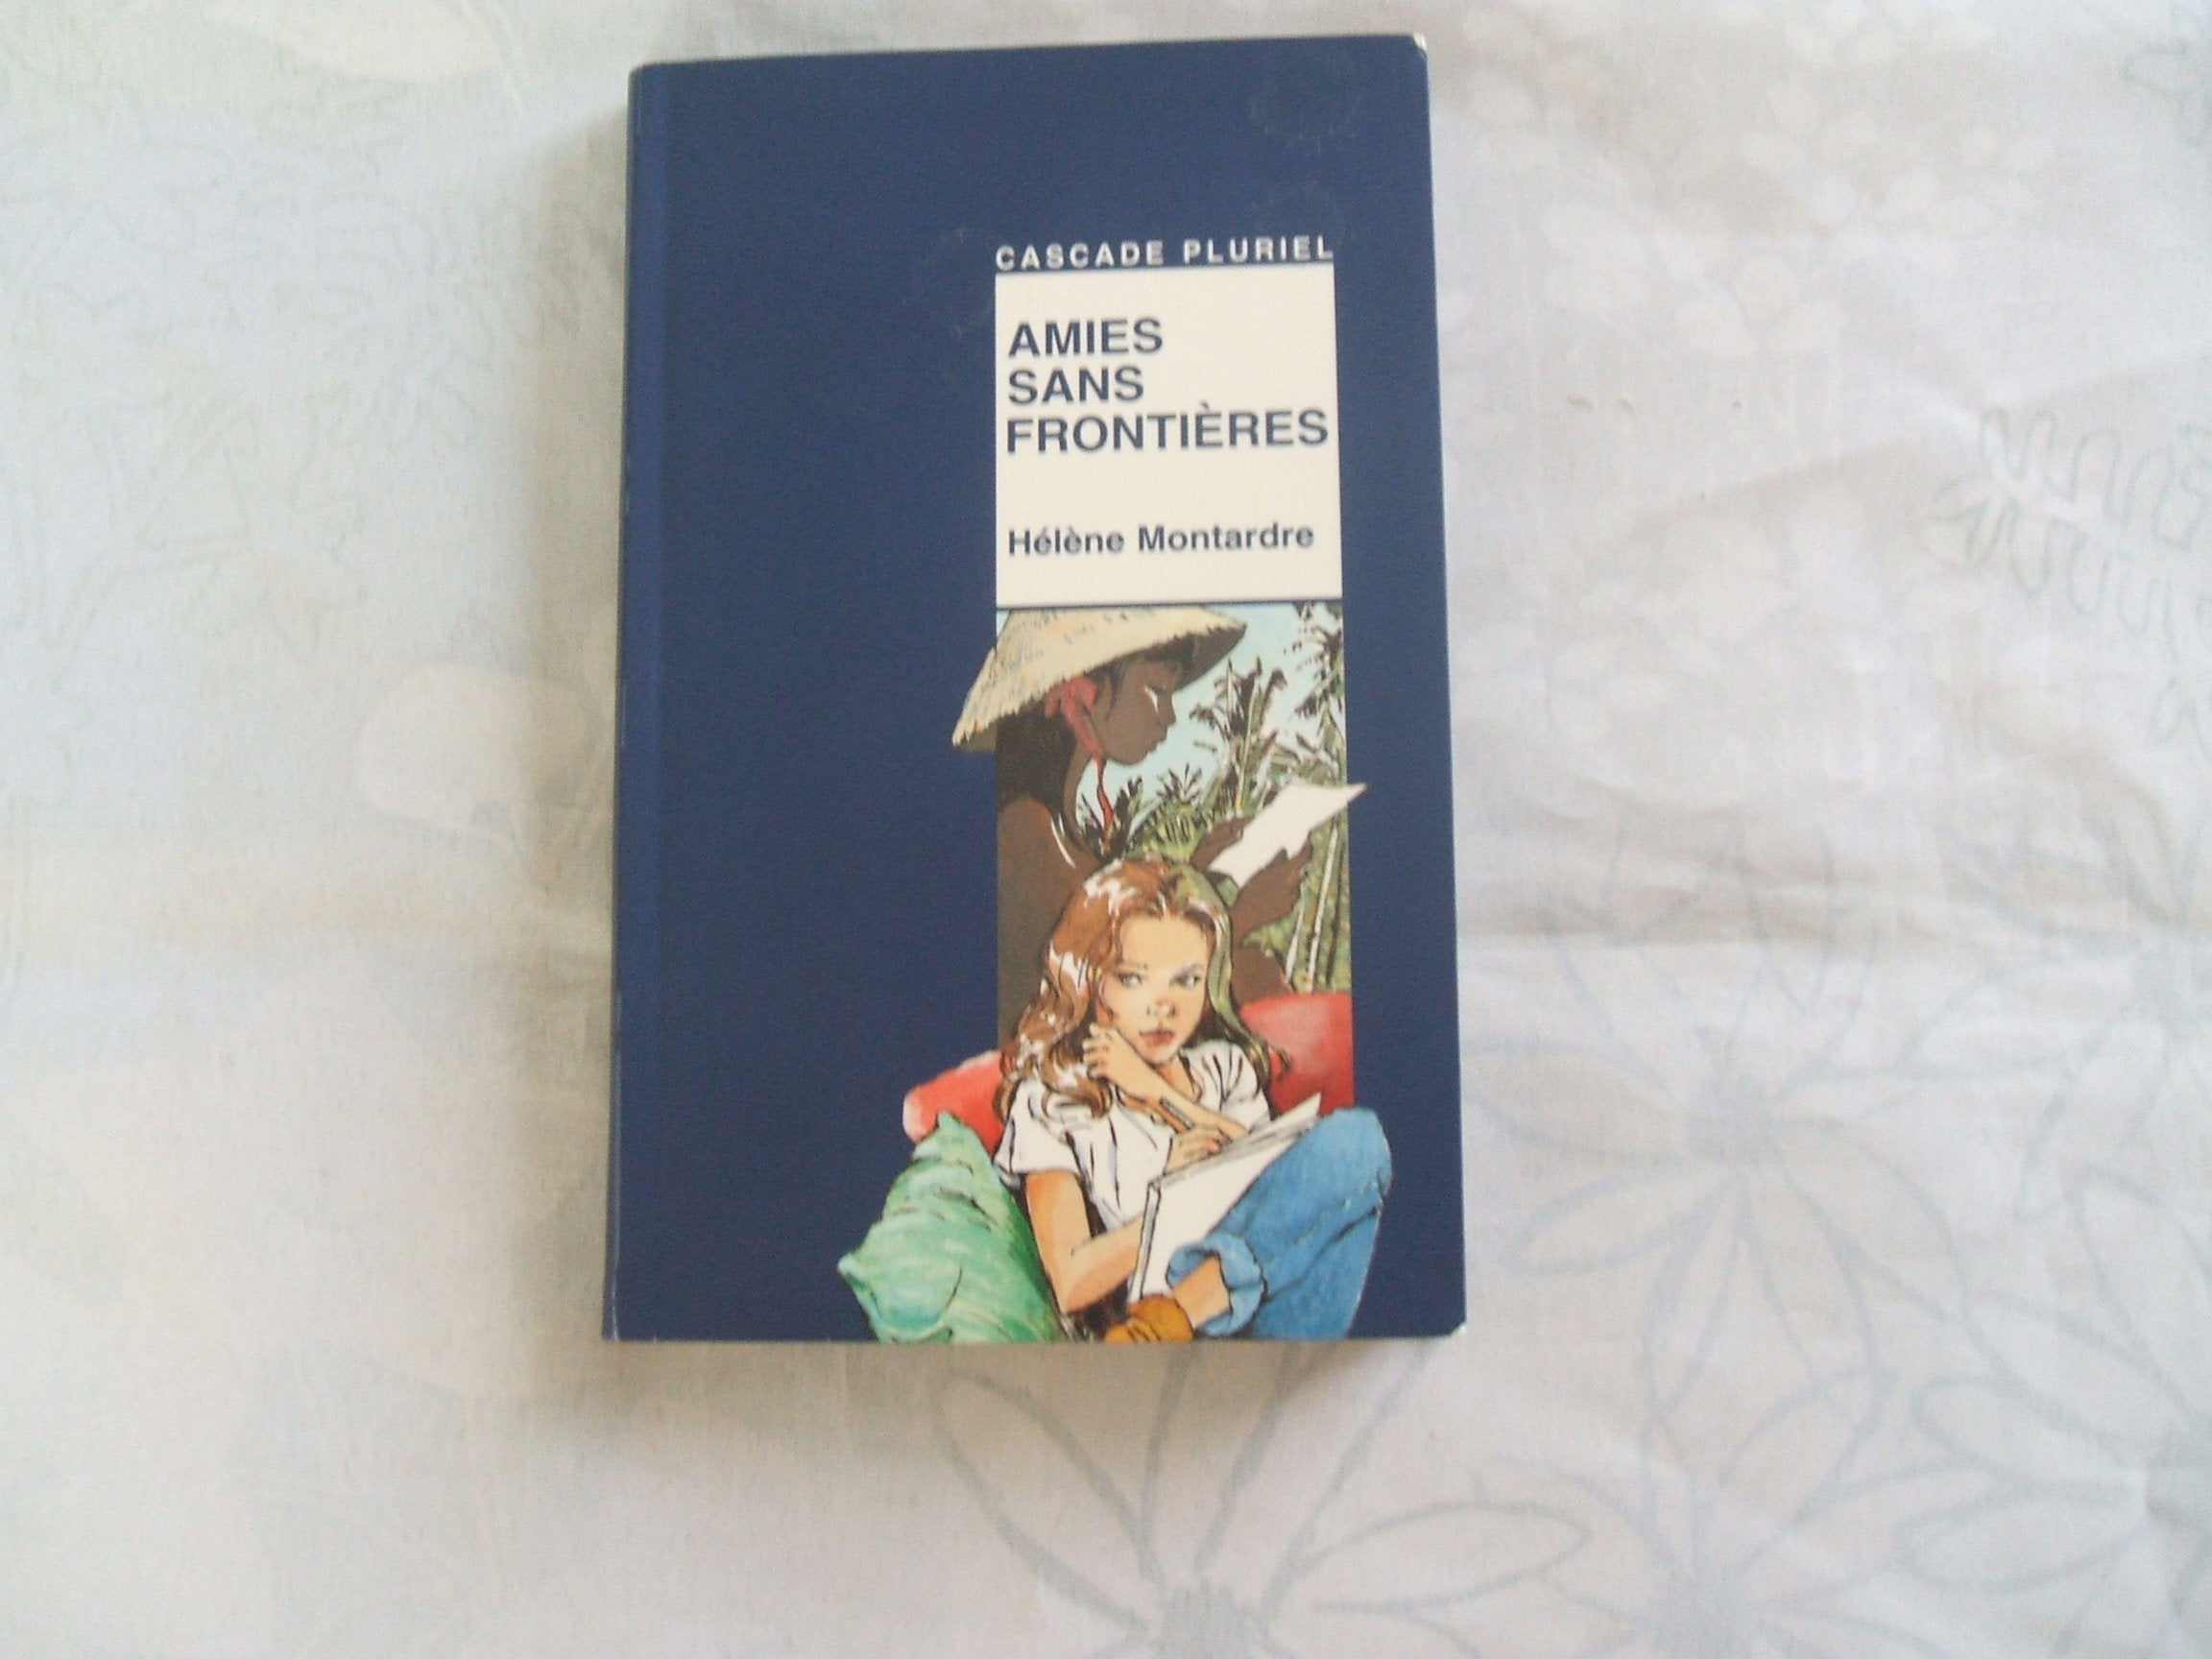 CASCADE PLURIEL
AMIES
SANS
FRONTIÈRES
Hélène Montardre